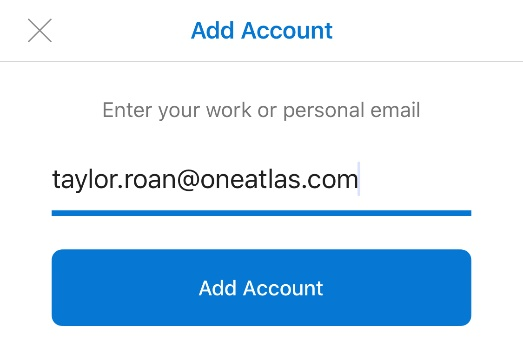 Add Account
Enter your work or personal email
taylor.roan@oneatlas.com
Add Account